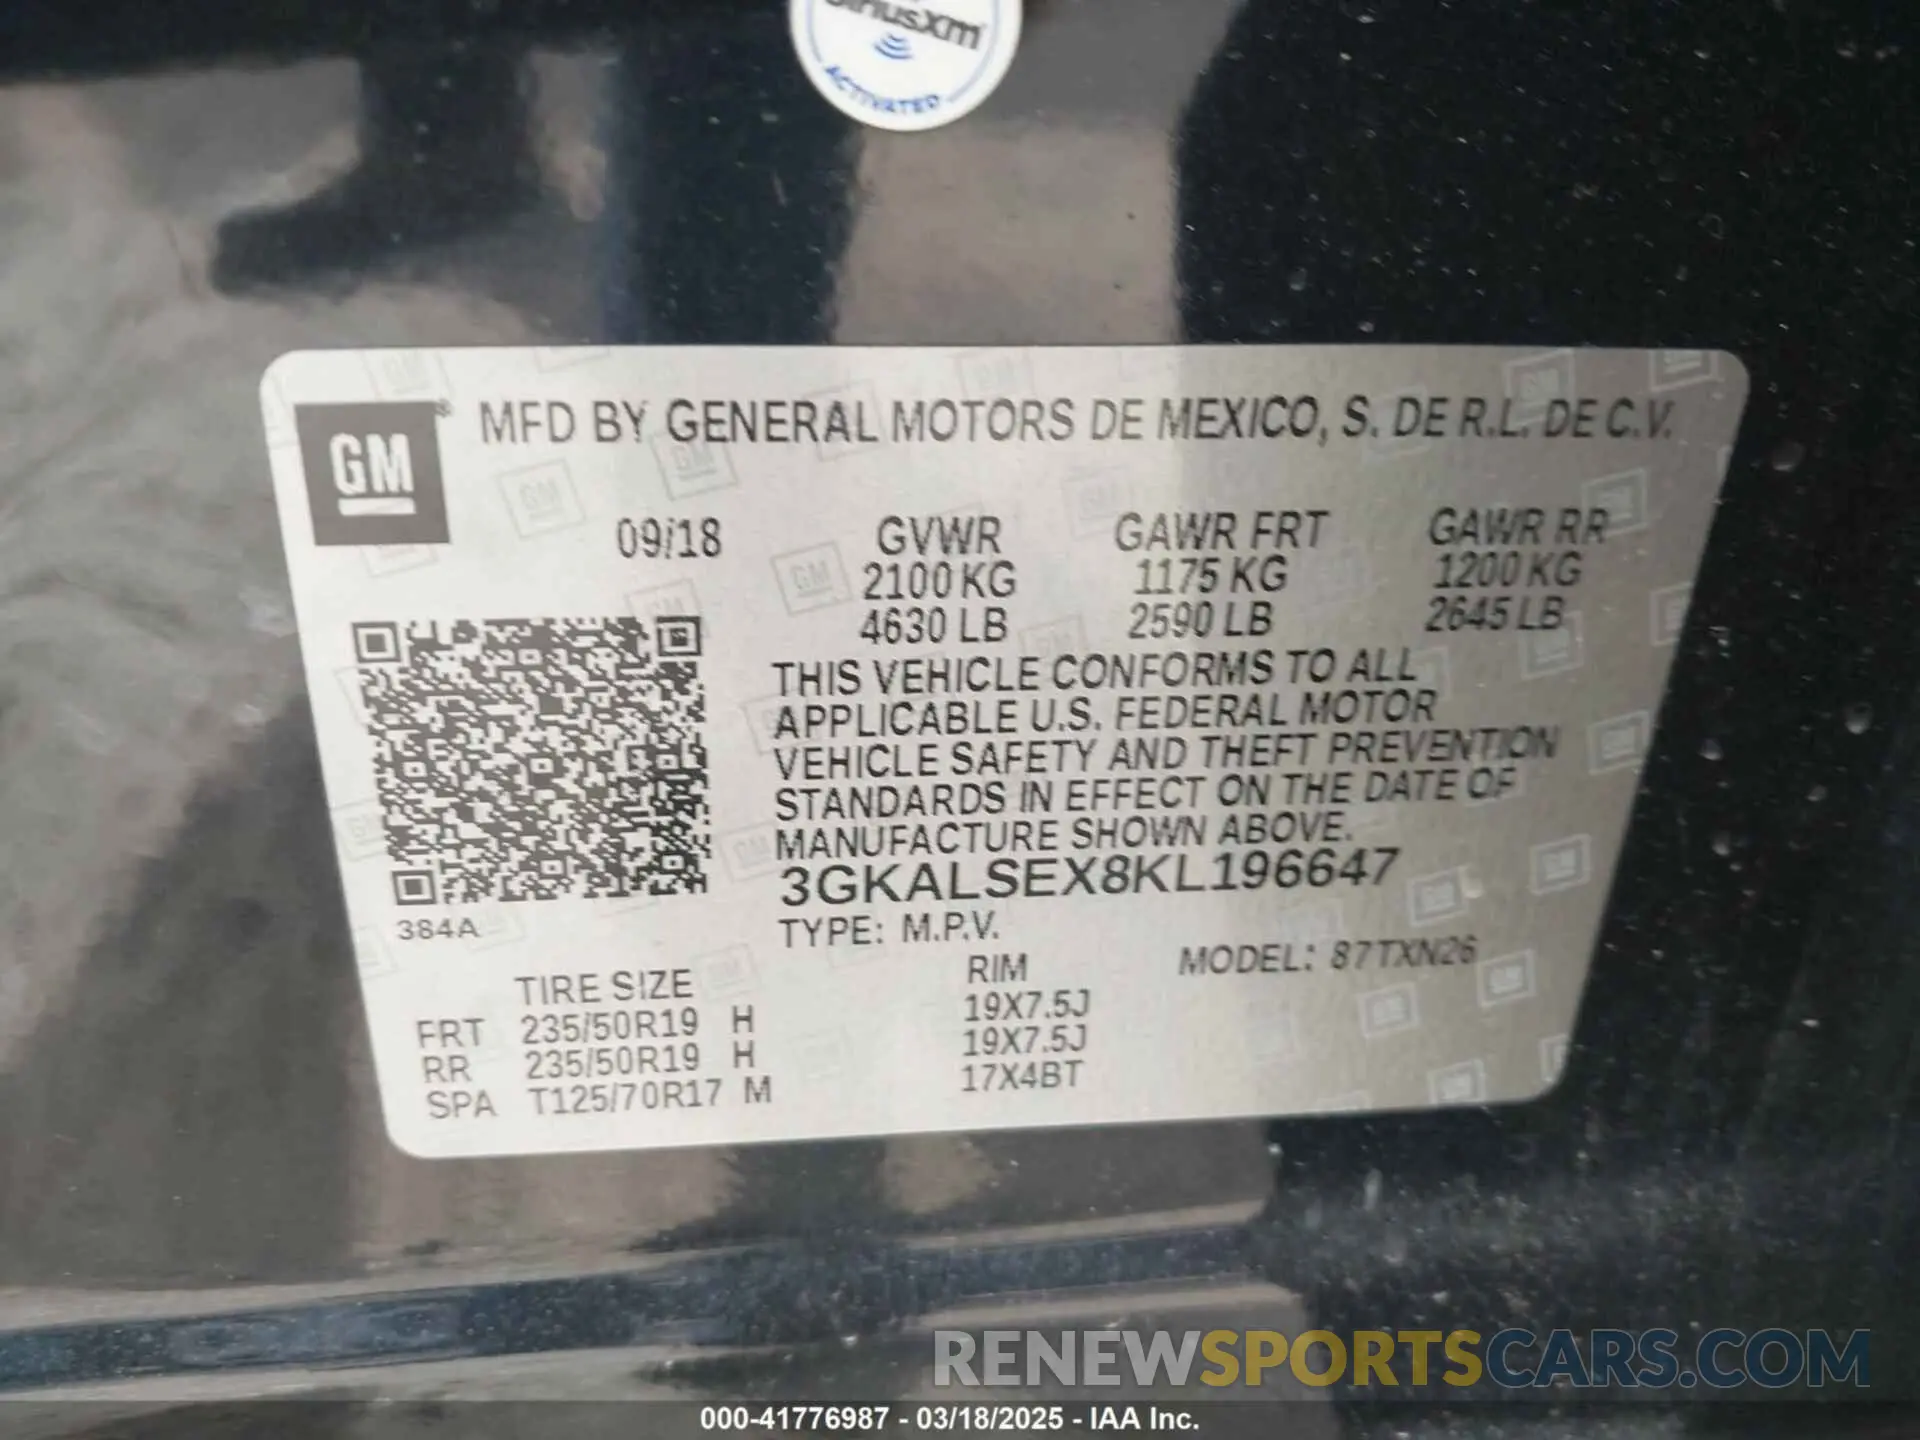 SiriusXM
ACTIVATED
GM® MFD BY GENERAL MOTORS DE MEXICO, S. DE R.L. DE C.V.
09/18 GVWR GAWR FRT GAWR RR
2100 KG 1175 KG 1200 KG
4630 LB 2590 LB 2645 LB
THIS VEHICLE CONFORMS TO ALL
APPLICABLE U.S. FEDERAL MOTOR
VEHICLE SAFETY AND THEFT PREVENTION
STANDARDS IN EFFECT ON THE DATE OF
MANUFACTURE SHOWN ABOVE.
3GKALSEX8KL196647
384A
TYPE: M.P.V.
MODEL: 87TXN26
TIRE SIZE RIM
FRT 235/50R19 H 19X7.5J
RR 235/50R19 H 19X7.5J
SPA T125/70R17 M 17X4BT
RENEWSPORTSCARS.COM
000-41776987 - 03/18/2025 - IAA Inc.